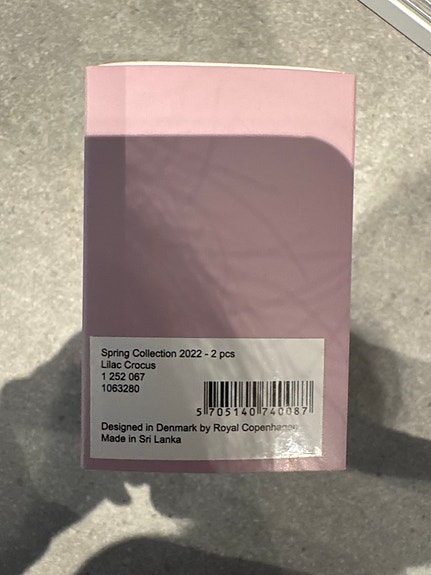 Spring Collection 2022 - 2 pcs
Lilac Crocus
1 252 067
1063280
5 705140 740087
Designed in Denmark by Royal Copenhagen
Made in Sri Lanka